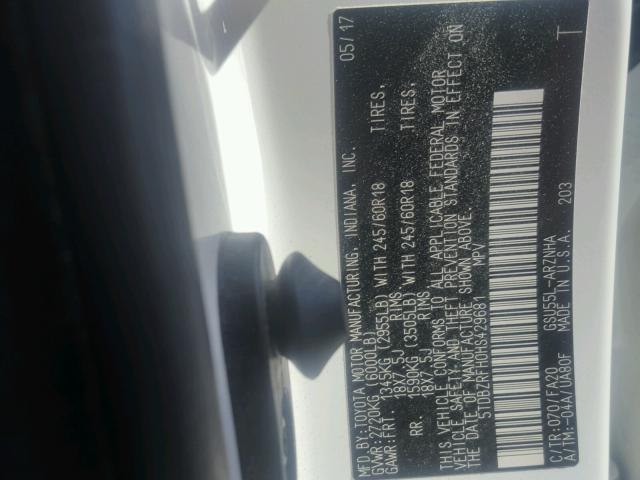 MFD.BY:TOYOTA MOTOR MANUFACTURING, INDIANA, INC. 05/17
GVWR:2720KG (6000LB)
GAWR:FRT. 1345KG (2955LB) WITH 245/60R18 TIRES,
18X7.5J RIMS
RR. 1590KG (3505LB) WITH 245/60R18 TIRES,
18X7.5J RIMS
THIS VEHICLE CONFORMS TO ALL APPLICABLE FEDERAL MOTOR
VEHICLE SAFETY AND THEFT PREVENTION STANDARDS IN EFFECT ON
THE DATE OF MANUFACTURE SHOWN ABOVE.
5TDBZRFH0HS429681 MPV
C/TR:070/FA20 GSU55L-ARZNHA T
A/TM:-04A/UA80F MADE IN U.S.A. 203